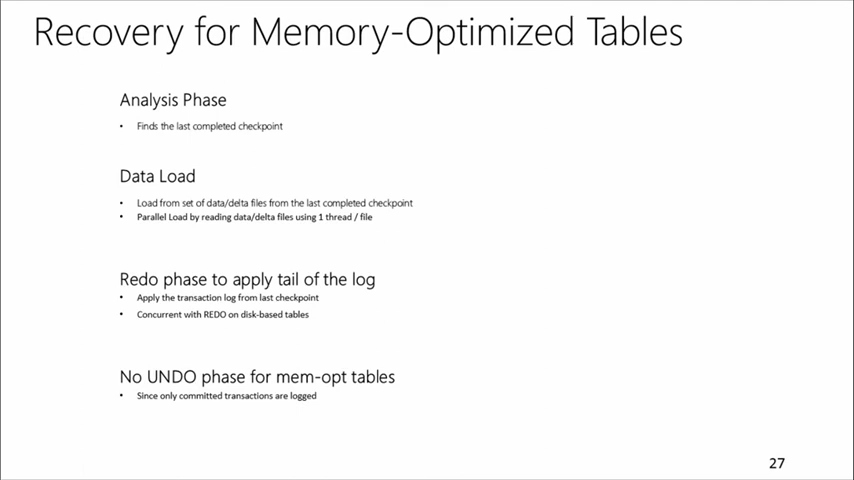 Recovery for Memory-Optimized Tables
Analysis Phase
• Finds the last completed checkpoint
Data Load
• Load from set of data/delta files from the last completed checkpoint
• Parallel Load by reading data/delta files using 1 thread / file
Redo phase to apply tail of the log
• Apply the transaction log from last checkpoint
• Concurrent with REDO on disk-based tables
No UNDO phase for mem-opt tables
• Since only committed transactions are logged
27